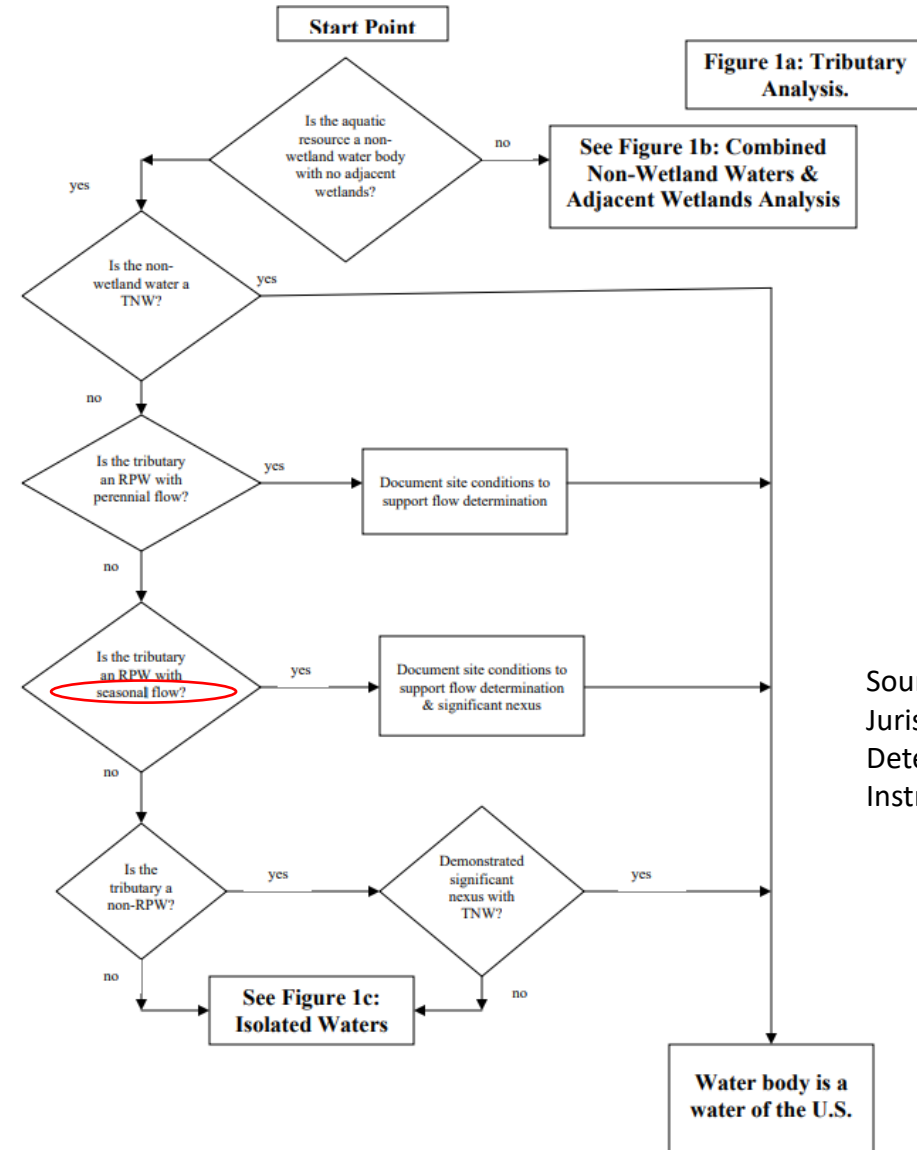 Start Point
Figure 1a: Tributary
Analysis.
Is the aquatic
resource a non-
wetland water body
with no adjacent
wetlands?
no
See Figure 1b: Combined
Non-Wetland Waters &
Adjacent Wetlands Analysis
yes
Is the non-
wetland water a
TNW?
yes
no
Is the tributary
an RPW with
perennial flow?
yes
Document site conditions to
support flow determination
no
Is the tributary
an RPW with
seasonal flow?
yes
Document site conditions to
support flow determination
& significant nexus
Sour
Juris
Dete
Instr
no
Is the
tributary a
non-RPW?
yes
Demonstrated
significant
nexus with
TNW?
yes
no
See Figure 1c:
Isolated Waters
no
Water body is a
water of the U.S.